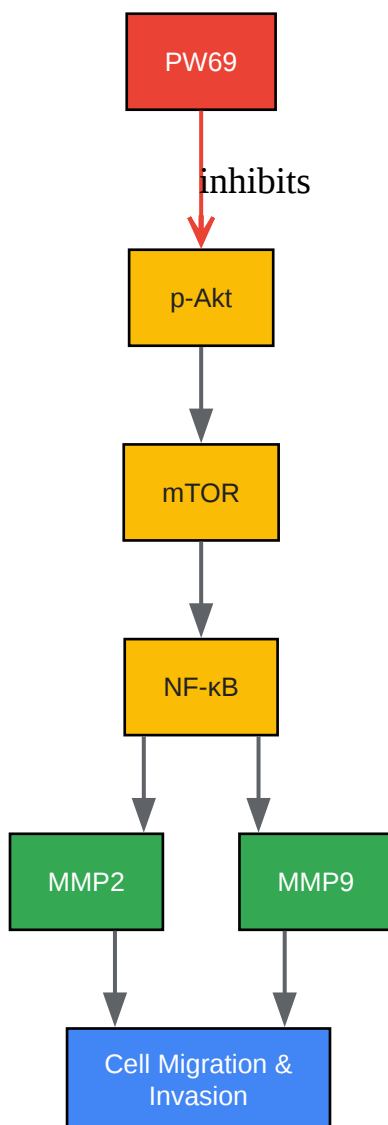 PW69
inhibits
p-Akt
mTOR
NF-κB
MMP2
MMP9
Cell Migration &
Invasion